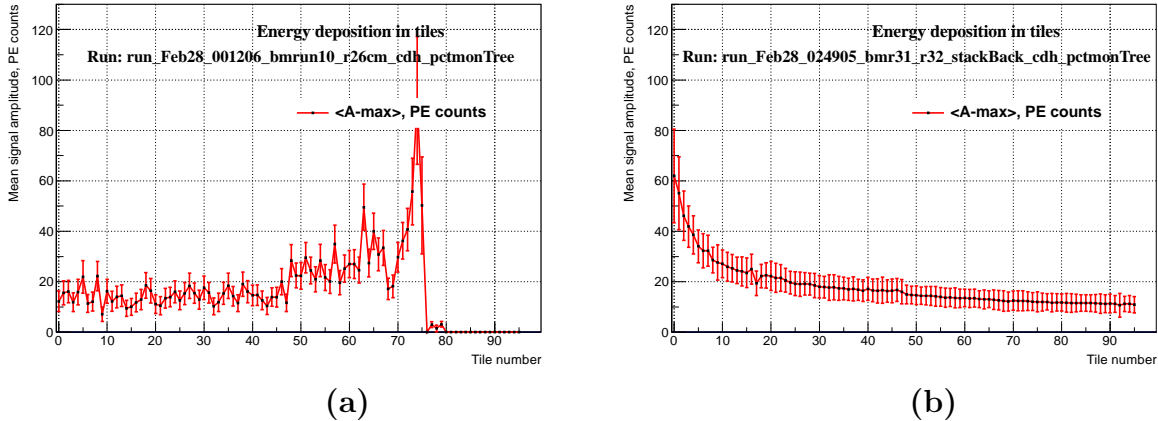 Energy deposition in tiles
Run: run_Feb28_001206_bmrun10_r26cm_cdh_pctmonTree
<A-max>, PE counts
Mean signal amplitude, PE counts
120
100
80
60
40
20
0
0 10 20 30 40 50 60 70 80 90
Tile number
(a)
Energy deposition in tiles
Run: run_Feb28_024905_bmr31_r32_stackBack_cdh_pctmonTree
<A-max>, PE counts
Mean signal amplitude, PE counts
120
100
80
60
40
20
0
0 10 20 30 40 50 60 70 80 90
Tile number
(b)